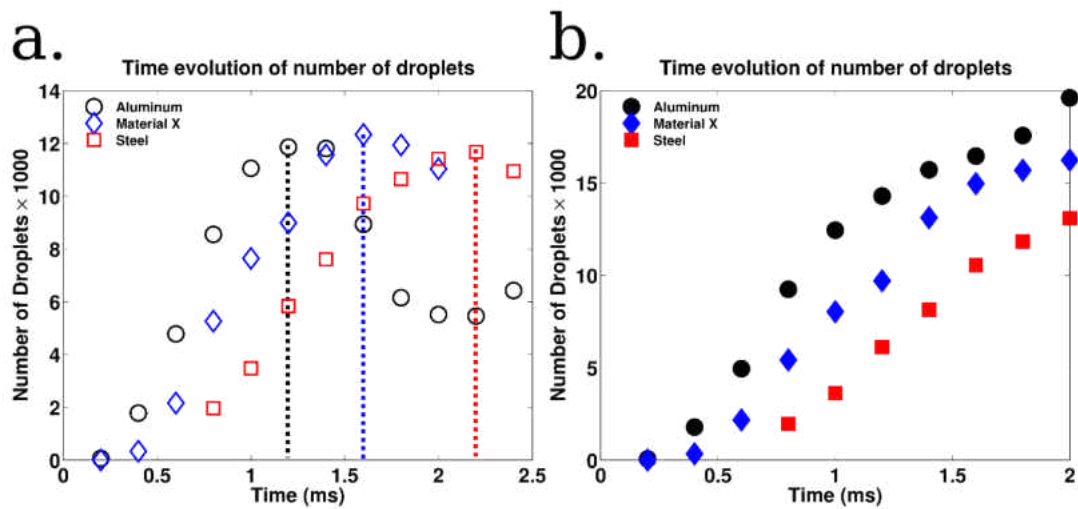 a.
Time evolution of number of droplets
14
12
10
8
6
4
2
0
Number of Droplets × 1000
Aluminum
Material X
Steel
0 0.5 1 1.5 2 2.5
Time (ms)
b.
Time evolution of number of droplets
20
15
10
5
0
Number of Droplets × 1000
Aluminum
Material X
Steel
0 0.5 1 1.5 2
Time (ms)